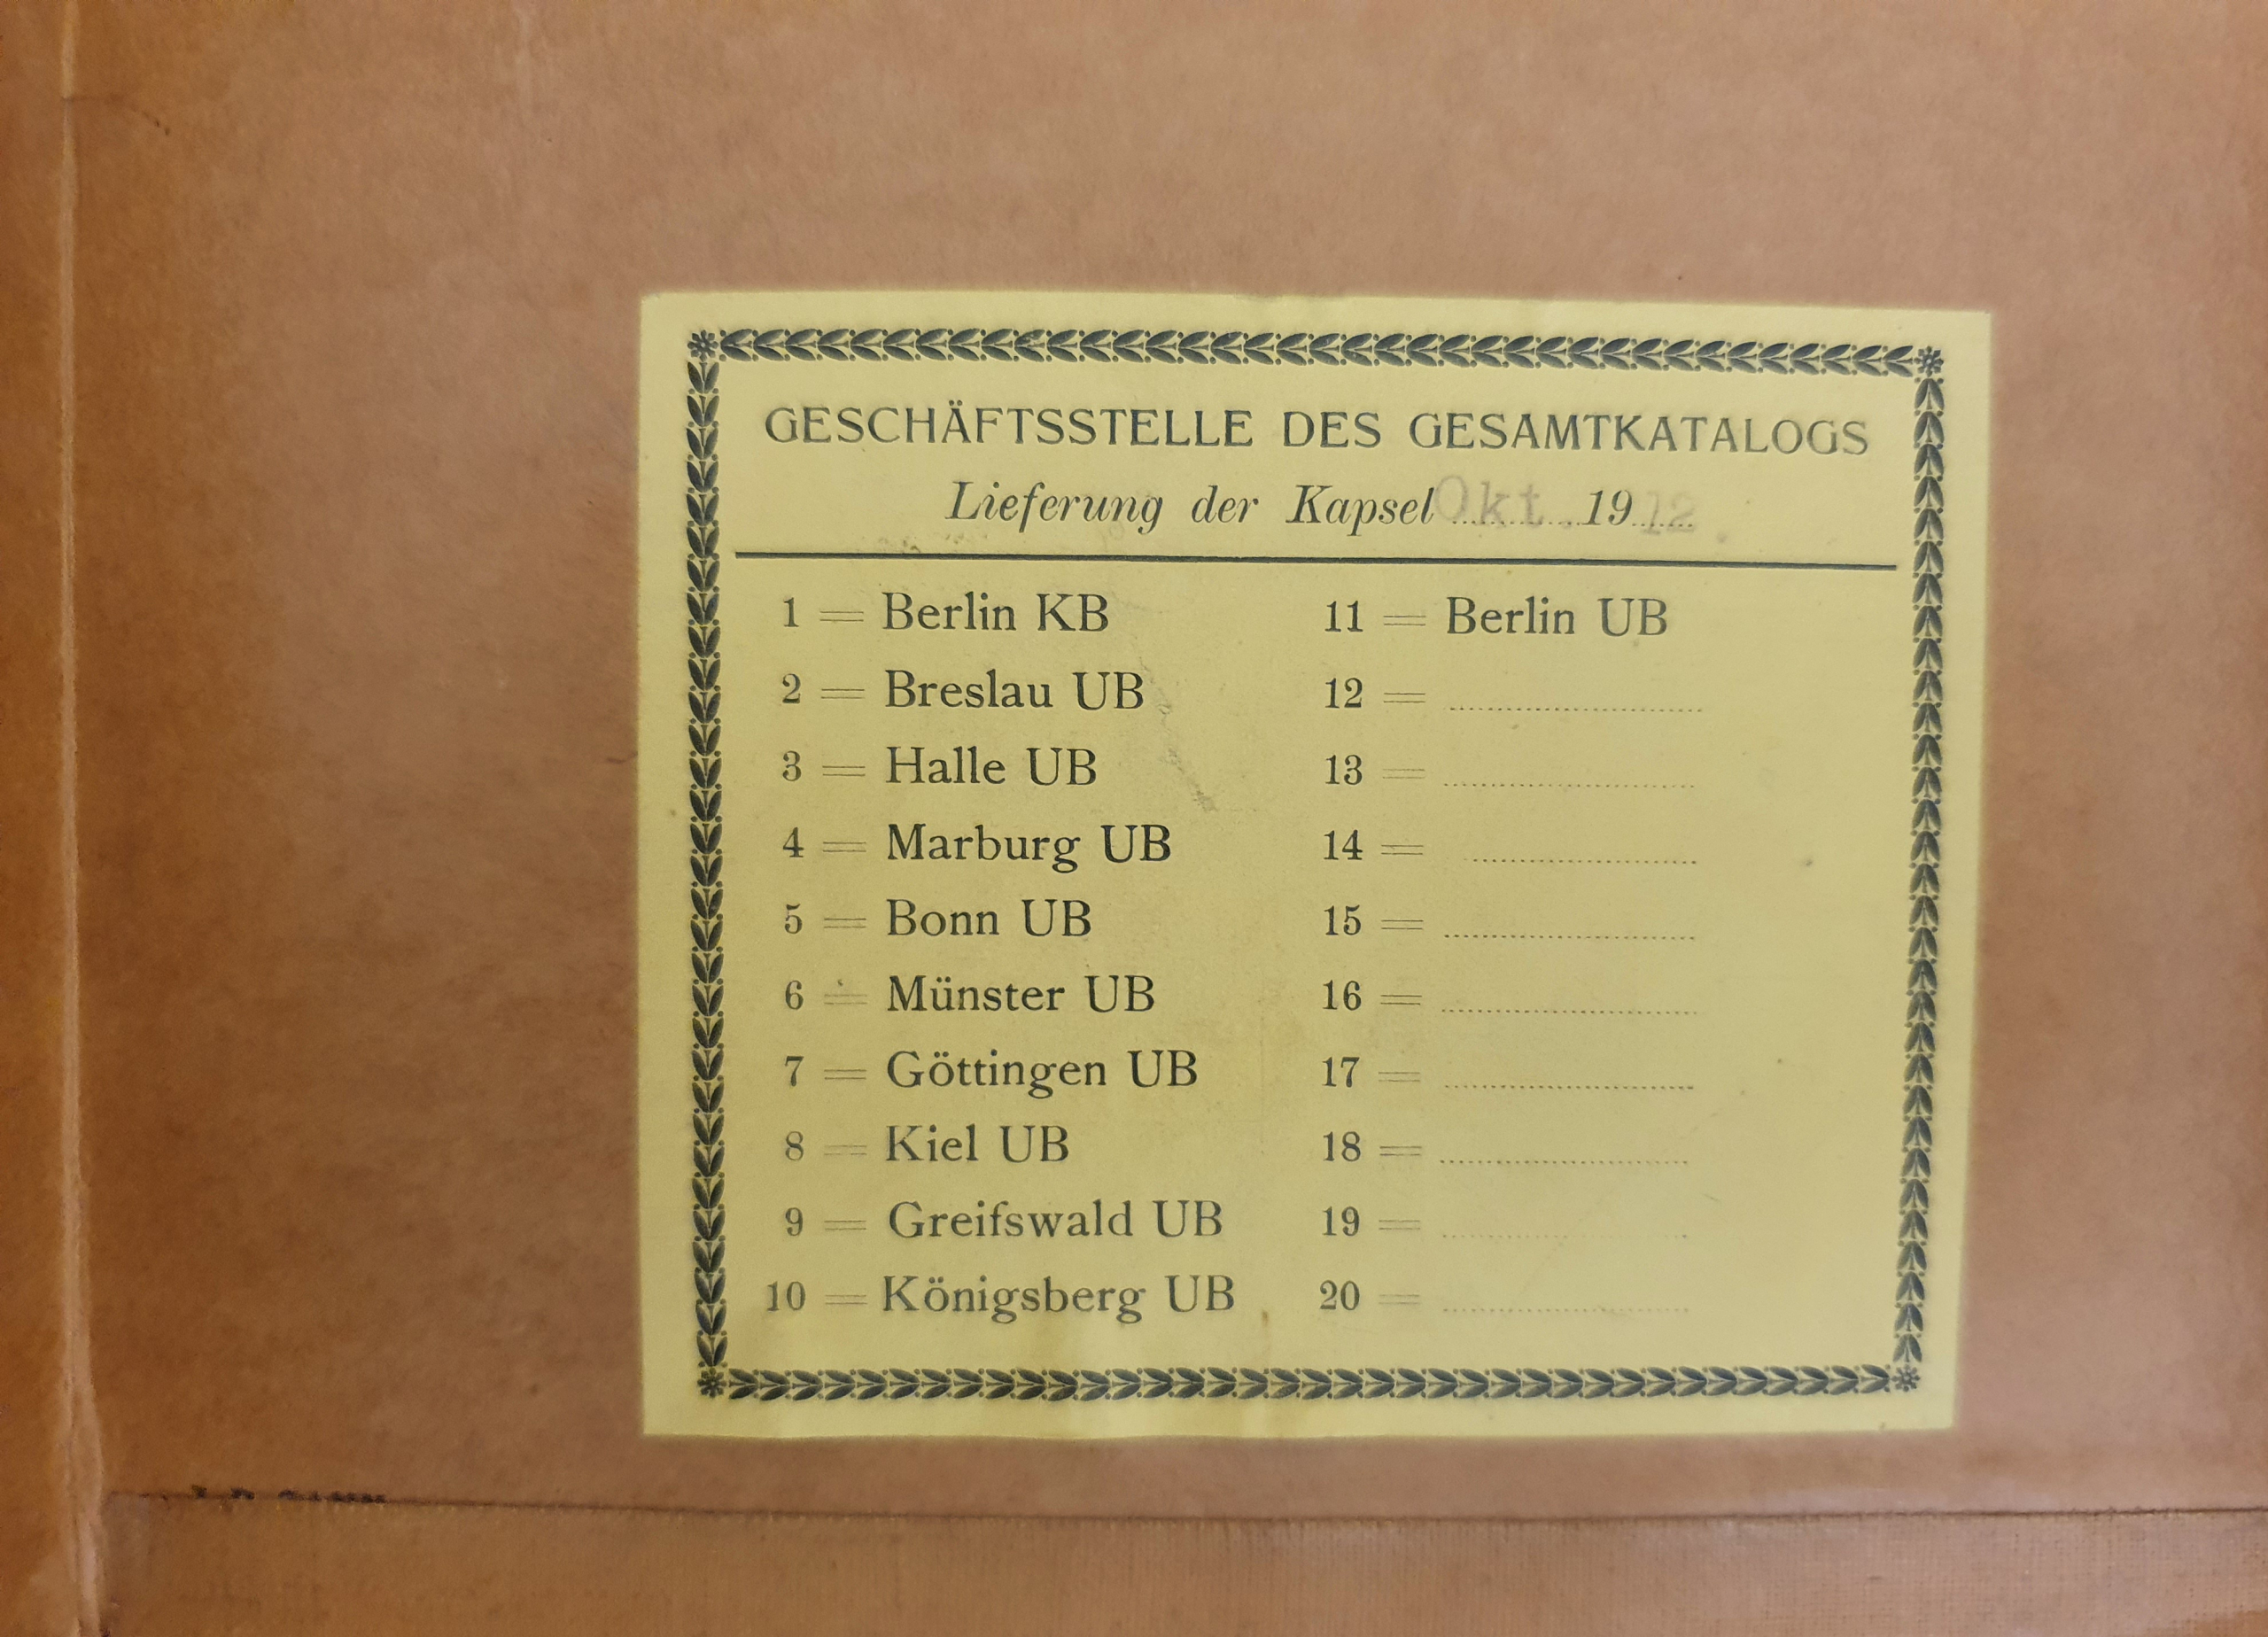 GESCHÄFTSSTELLE DES GESAMTKATALOGS
Lieferung der Kapsel Okt. 1912.
1 = Berlin KB
2 = Breslau UB
3 = Halle UB
4 = Marburg UB
5 = Bonn UB
6 = Münster UB
7 = Göttingen UB
8 = Kiel UB
9 = Greifswald UB
10 = Königsberg UB
11 = Berlin UB
12 =
13 =
14 =
15 =
16 =
17 =
18 =
19 =
20 =